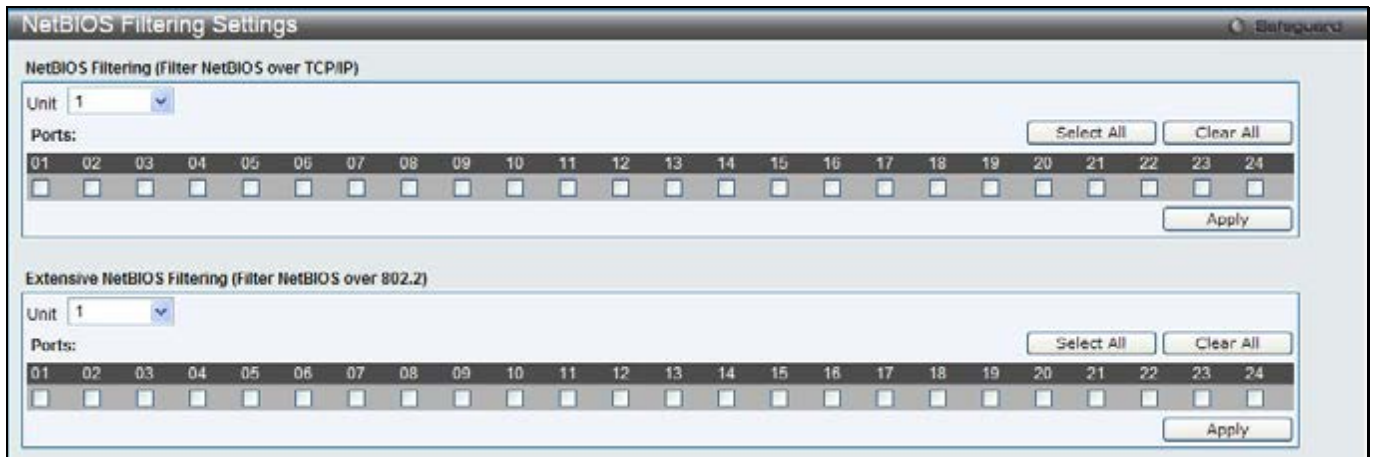 NetBIOS Filtering Settings Safeguard
NetBIOS Filtering (Filter NetBIOS over TCP/IP)
Unit 1
Ports: Select All Clear All
01 02 03 04 05 06 07 08 09 10 11 12 13 14 15 16 17 18 19 20 21 22 23 24
Apply
Extensive NetBIOS Filtering (Filter NetBIOS over 802.2)
Unit 1
Ports: Select All Clear All
01 02 03 04 05 06 07 08 09 10 11 12 13 14 15 16 17 18 19 20 21 22 23 24
Apply